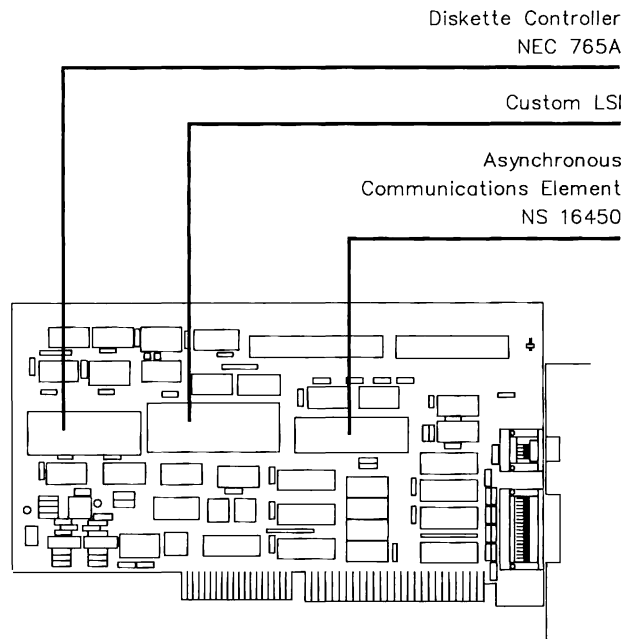 Diskette Controller
NEC 765A
Custom LSI
Asynchronous
Communications Element
NS 16450